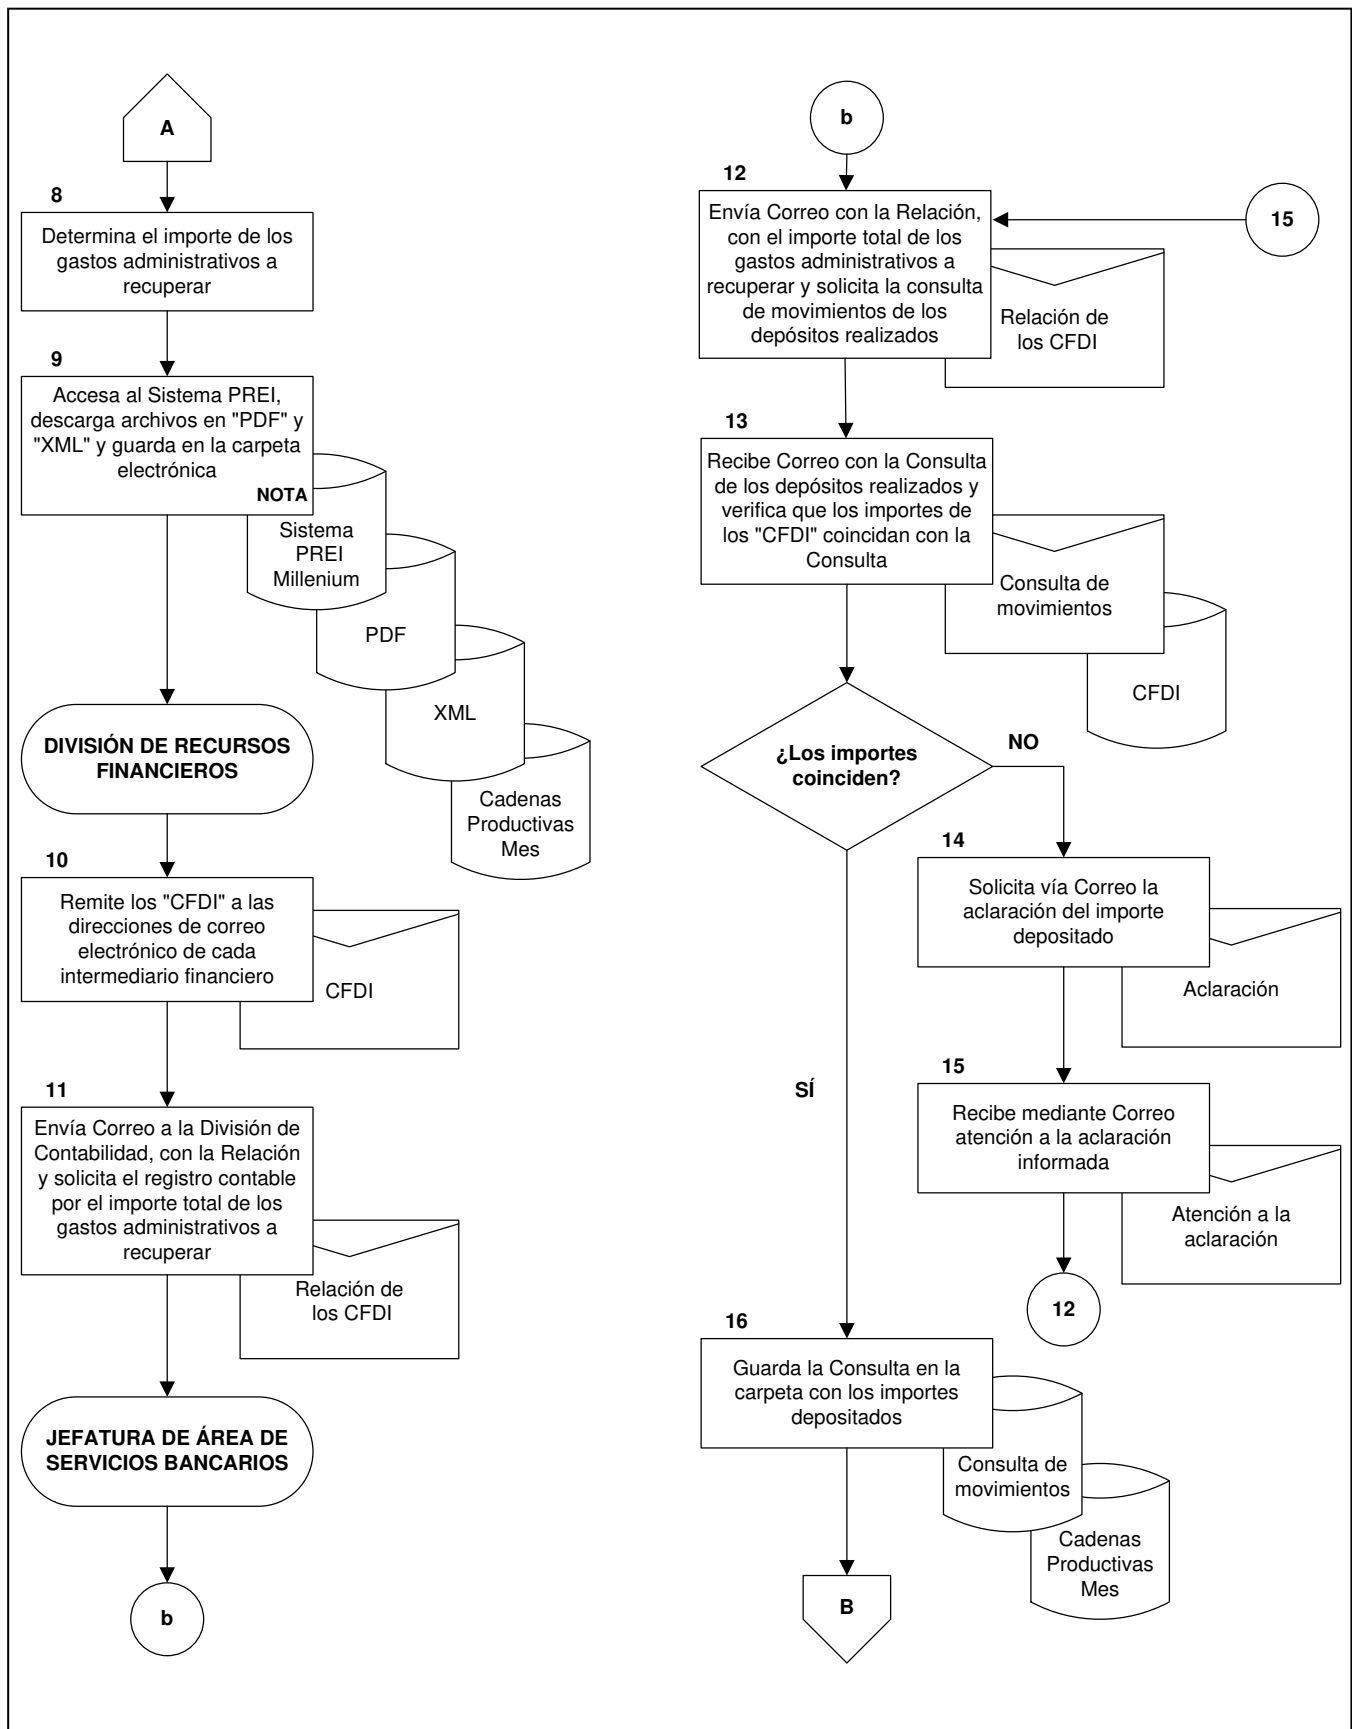 A
8
Determina el importe de los
gastos administrativos a
recuperar
9
Accesa al Sistema PREI,
descarga archivos en "PDF" y
"XML" y guarda en la carpeta
electrónica
NOTA
Sistema
PREI
Millenium
PDF
XML
Cadenas
Productivas
Mes
DIVISIÓN DE RECURSOS
FINANCIEROS
10
Remite los "CFDI" a las
direcciones de correo
electrónico de cada
intermediario financiero
CFDI
11
Envía Correo a la División de
Contabilidad, con la Relación
y solicita el registro contable
por el importe total de los
gastos administrativos a
recuperar
Relación de
los CFDI
JEFATURA DE ÁREA DE
SERVICIOS BANCARIOS
b
b
12
15
Envía Correo con la Relación,
con el importe total de los
gastos administrativos a
recuperar y solicita la consulta
de movimientos de los
depósitos realizados
Relación de
los CFDI
13
Recibe Correo con la Consulta
de los depósitos realizados y
verifica que los importes de
los "CFDI" coincidan con la
Consulta
Consulta de
movimientos
CFDI
¿Los importes
coinciden?
NO
14
Solicita vía Correo la
aclaración del importe
depositado
Aclaración
15
Recibe mediante Correo
atención a la aclaración
informada
Atención a la
aclaración
12
SÍ
16
Guarda la Consulta en la
carpeta con los importes
depositados
Consulta de
movimientos
Cadenas
Productivas
Mes
B